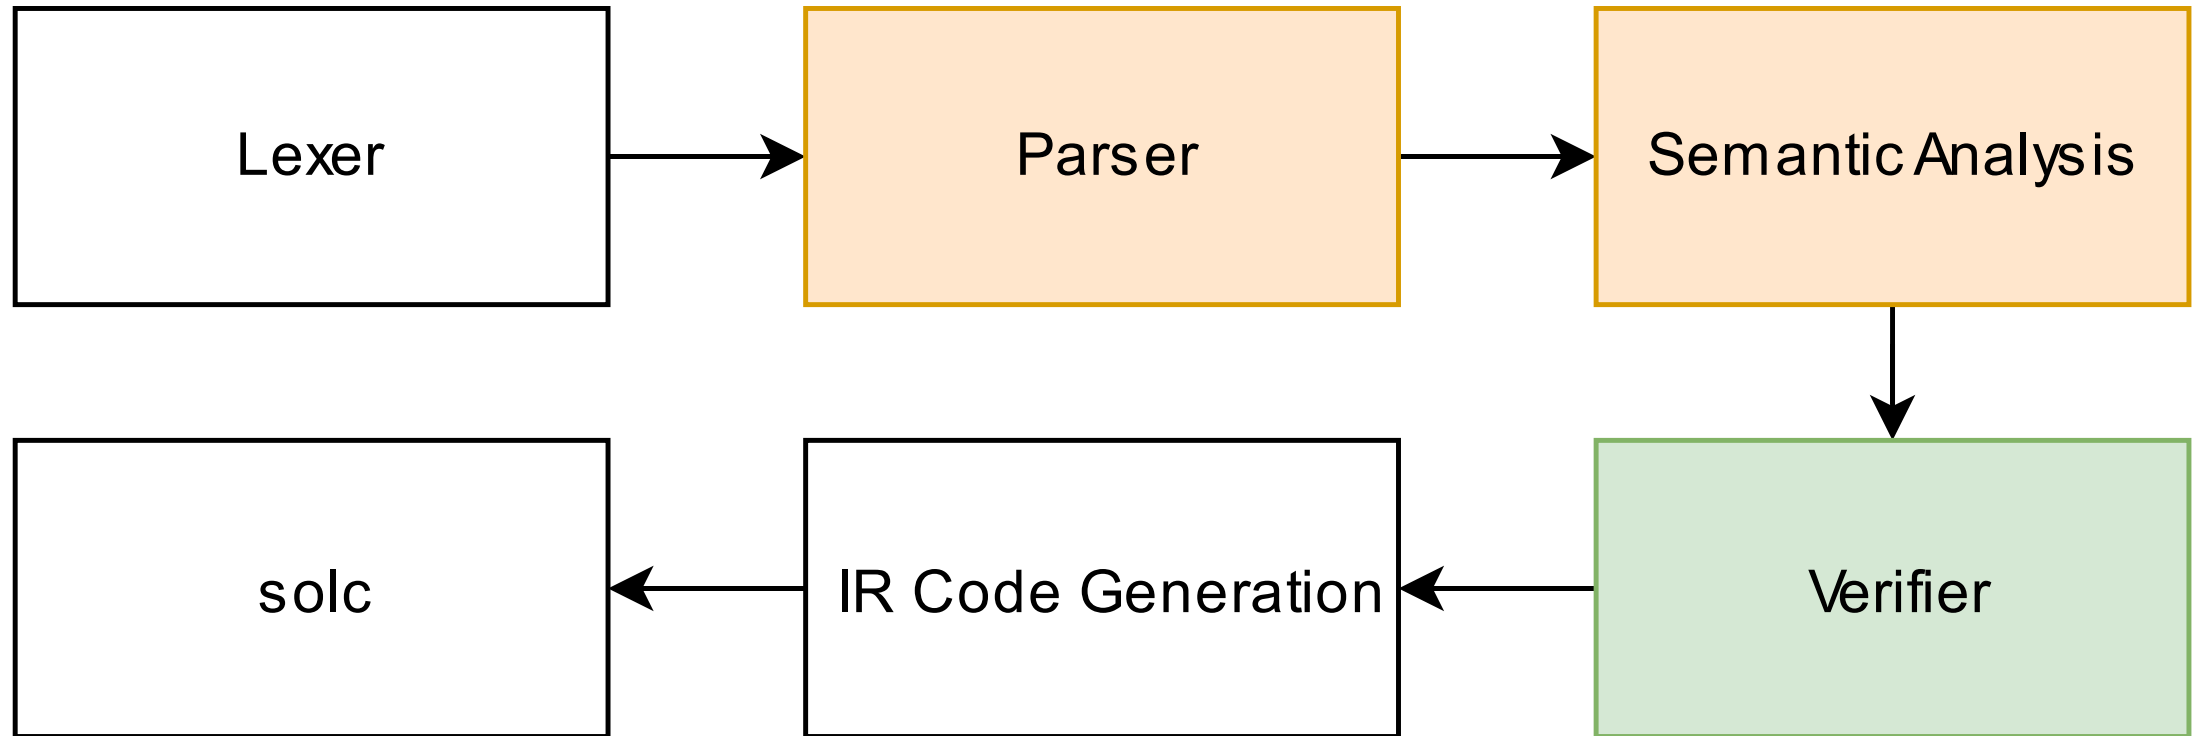 Lexer
Parser
Semantic Analysis
solc
IR Code Generation
Verifier